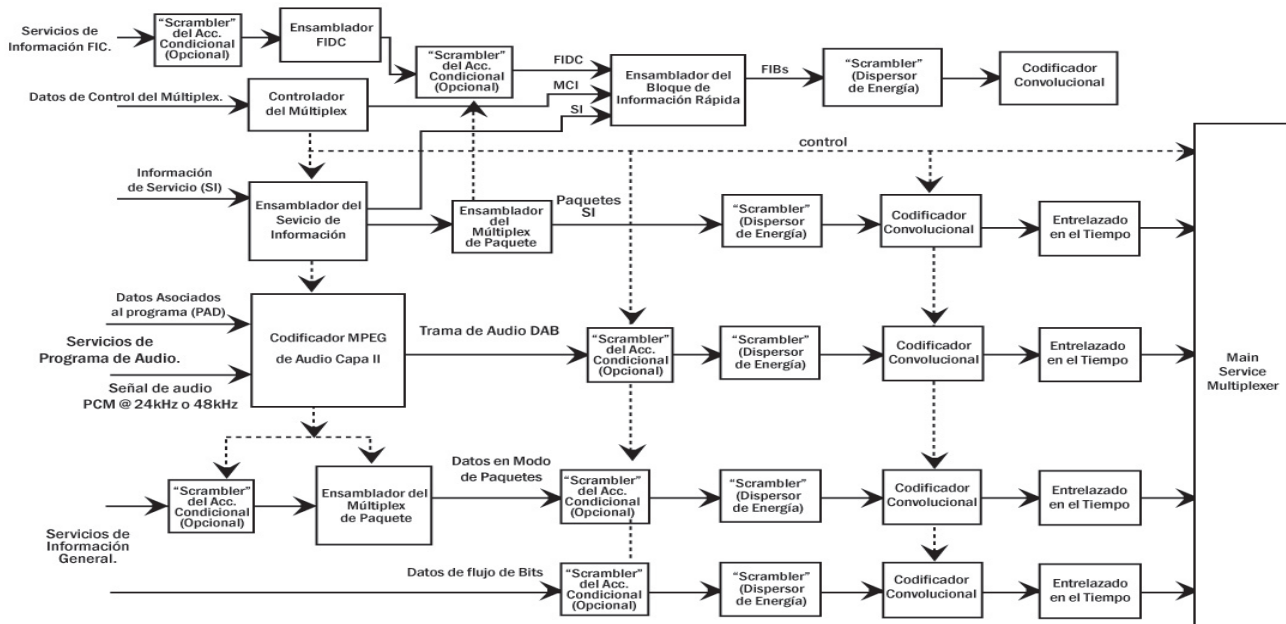 Servicios de
Información FIC.
“Scrambler”
del Acc.
Condicional
(Opcional)
Ensamblador
FIDC
“Scrambler”
del Acc.
Condicional
(Opcional)
FIDC
MCI
SI
Ensamblador del
Bloque de
Información Rápida
FIBs
“Scrambler”
(Dispersor
de Energía)
Codificador
Convolucional
Datos de Control del Múltiplex.
Controlador
del Múltiplex
control
Información
de Servicio (SI)
Ensamblador del
Sevicio de
Información
Ensamblador
del
Múltiplex
de Paquete
Paquetes
SI
“Scrambler”
(Dispersor
de Energía)
Codificador
Convolucional
Entrelazado
en el Tiempo
Datos Asociados
al programa (PAD)
Servicios de
Programa de Audio.
Señal de audio
PCM @ 24kHz o 48kHz
Codificador MPEG
de Audio Capa II
Trama de Audio DAB
“Scrambler”
del Acc.
Condicional
(Opcional)
“Scrambler”
(Dispersor
de Energía)
Codificador
Convolucional
Entrelazado
en el Tiempo
Main
Service
Multiplexer
Servicios de
Información
General.
“Scrambler”
del Acc.
Condicional
(Opcional)
Ensamblador del
Múltiplex
de Paquete
Datos en Modo
de Paquetes
“Scrambler”
del Acc.
Condicional
(Opcional)
“Scrambler”
(Dispersor
de Energía)
Codificador
Convolucional
Entrelazado
en el Tiempo
Datos de flujo de Bits
“Scrambler”
del Acc.
Condicional
(Opcional)
“Scrambler”
(Dispersor
de Energía)
Codificador
Convolucional
Entrelazado
en el Tiempo